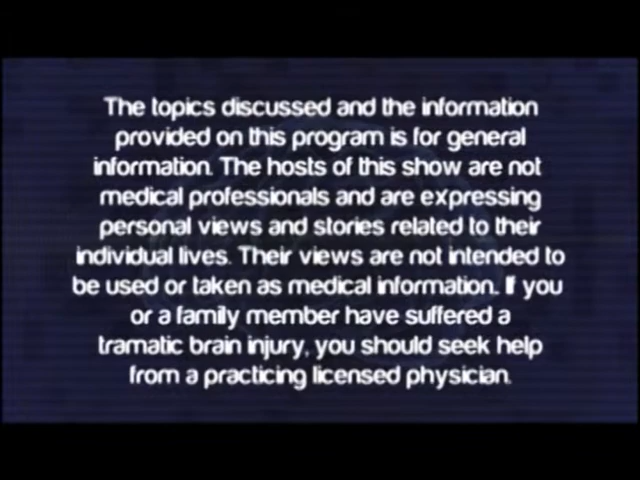 The topics discussed and the information
provided on this program is for general
information. The hosts of this show are not
medical professionals and are expressing
personal views and stories related to their
individual lives. Their views are not intended to
be used or taken as medical information. If you
or a family member have suffered a
tramatic brain injury, you should seek help
from a practicing licensed physician.